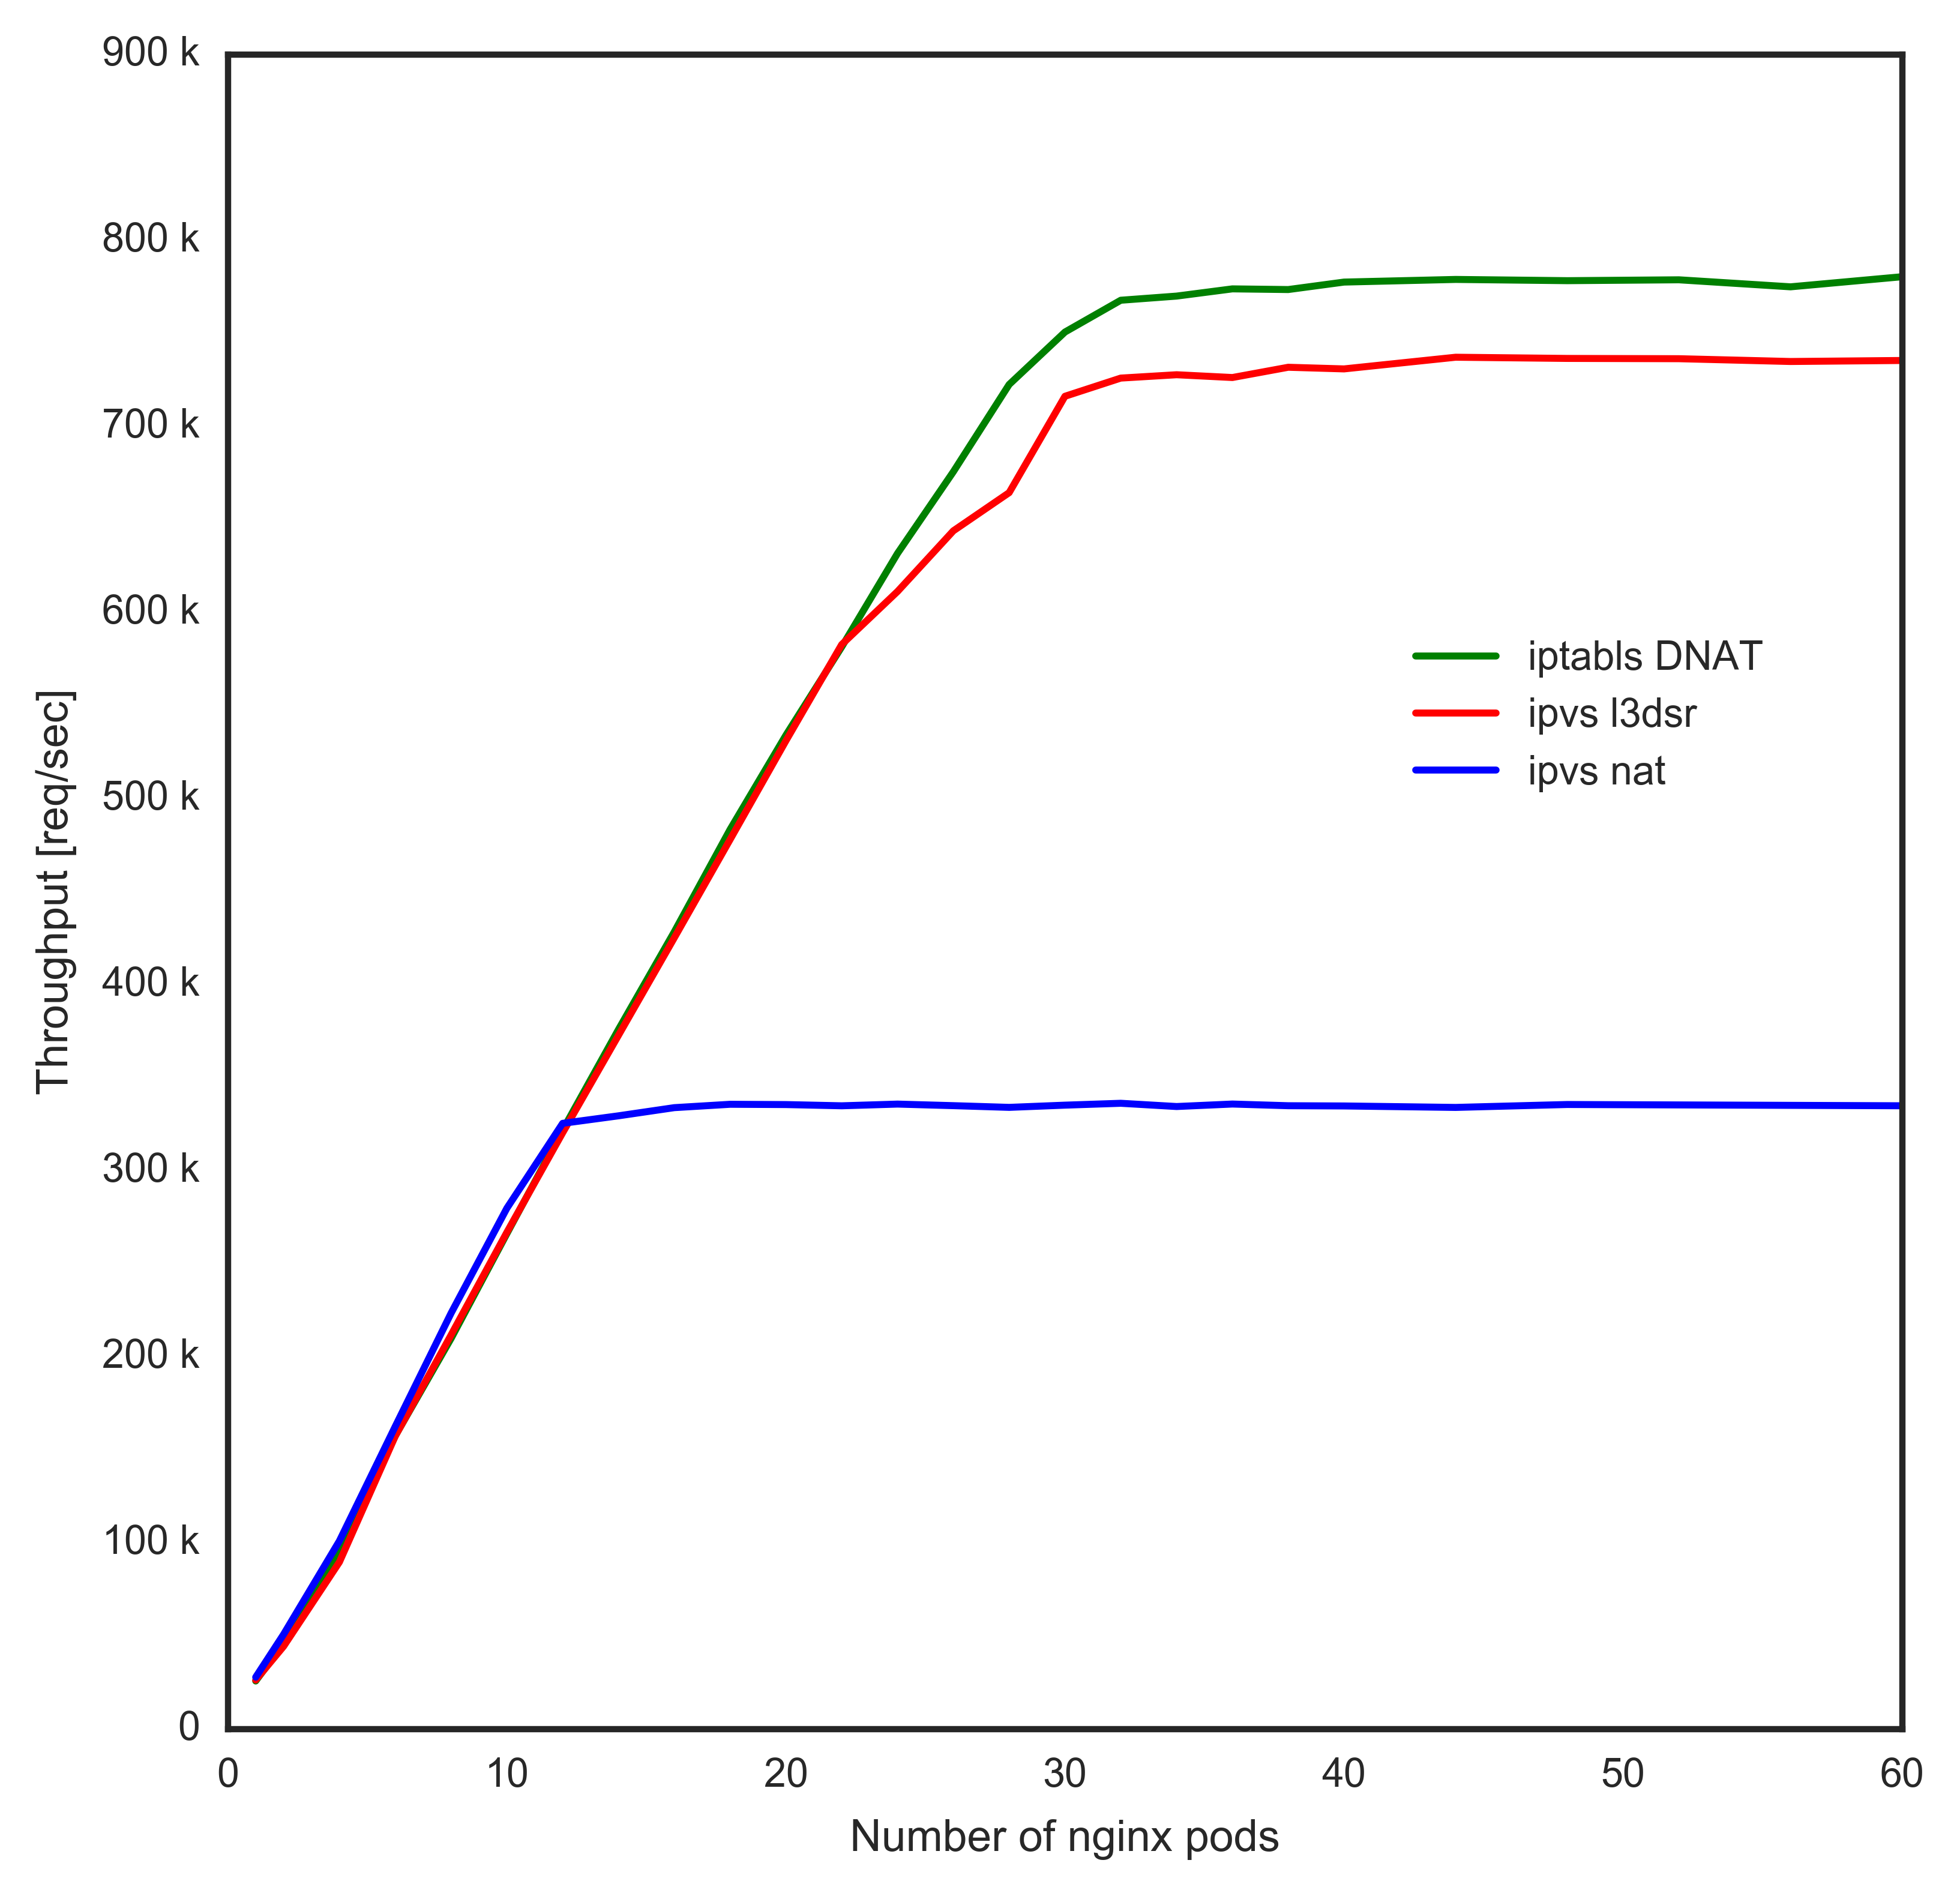 900 k
800 k
700 k
600 k
500 k
400 k
300 k
200 k
100 k
0
Throughput [req/sec]
iptabls DNAT
ipvs l3dsr
ipvs nat
0 10 20 30 40 50 60
Number of nginx pods